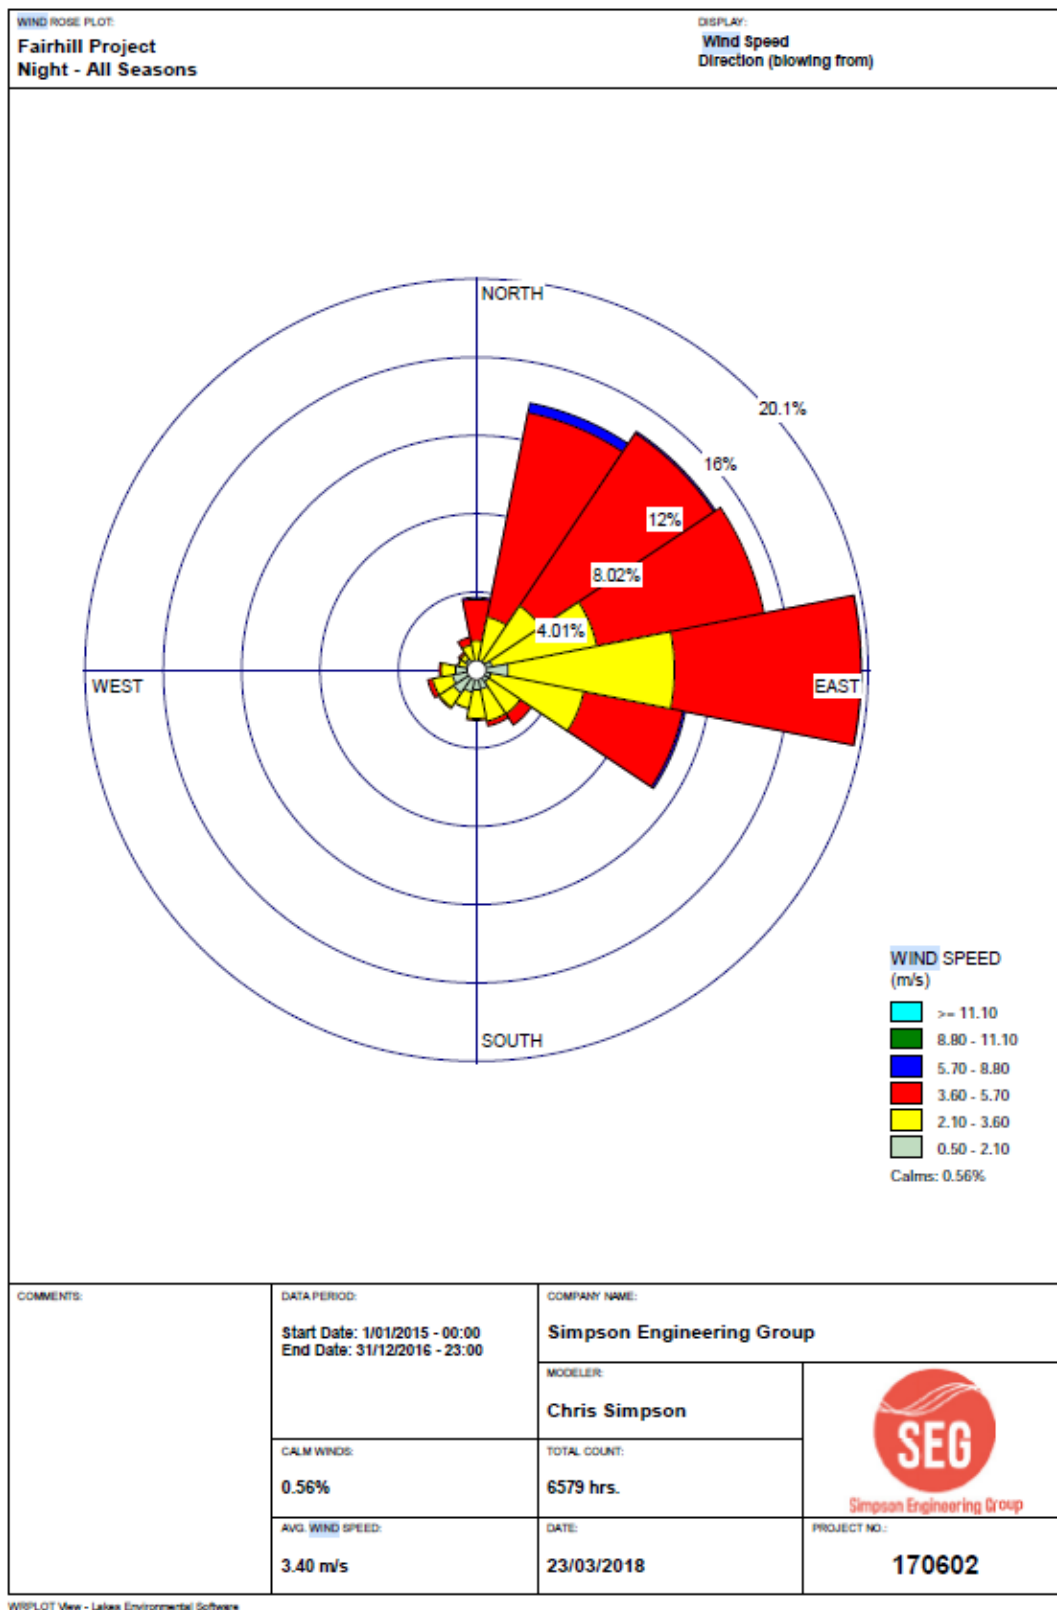 WIND ROSE PLOT:
Fairhill Project
Night - All Seasons
DISPLAY:
Wind Speed
Direction (blowing from)
NORTH
20.1%
16%
12%
8.02%
4.01%
WEST
EAST
SOUTH
WIND SPEED
(m/s)
>= 11.10
8.80 - 11.10
5.70 - 8.80
3.60 - 5.70
2.10 - 3.60
0.50 - 2.10
Calms: 0.56%
COMMENTS:
DATA PERIOD:
Start Date: 1/01/2015 - 00:00
End Date: 31/12/2016 - 23:00
COMPANY NAME:
Simpson Engineering Group
MODELER:
Chris Simpson
CALM WINDS:
0.56%
TOTAL COUNT:
6579 hrs.
SEG
Simpson Engineering Group
AVG. WIND SPEED:
3.40 m/s
DATE:
23/03/2018
PROJECT NO.:
170602
WRPLOT View - Lakes Environmental Software